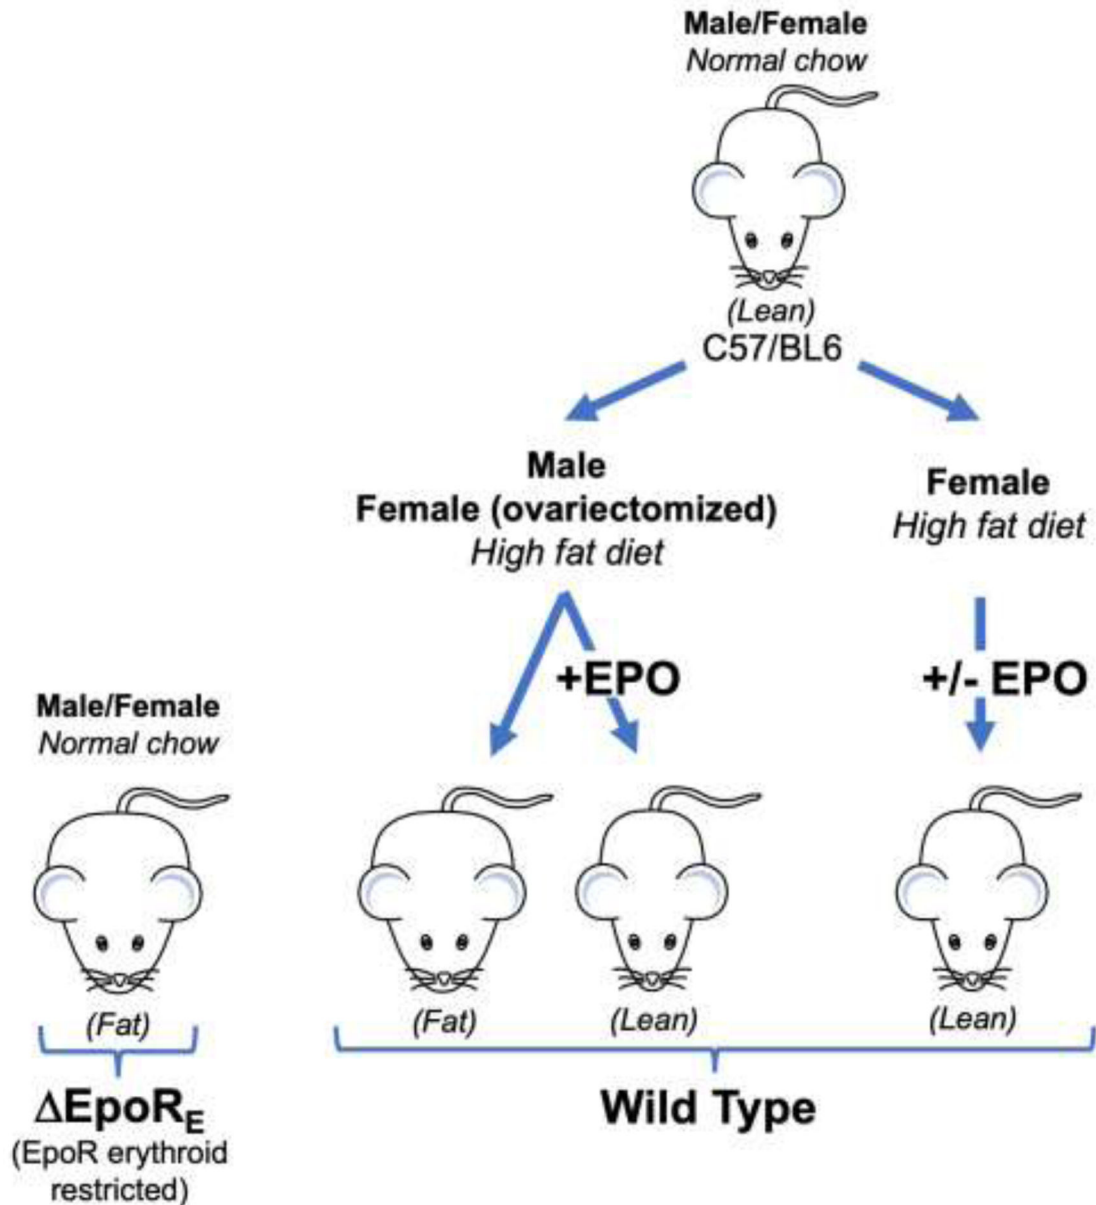 Male/Female
Normal chow
(Lean)
C57/BL6
Male
Female (ovariectomized)
High fat diet
Female
High fat diet
+EPO
+/- EPO
Male/Female
Normal chow
(Fat)
(Fat)
(Lean)
(Lean)
ΔEpoR_E
(EpoR erythroid
restricted)
Wild Type